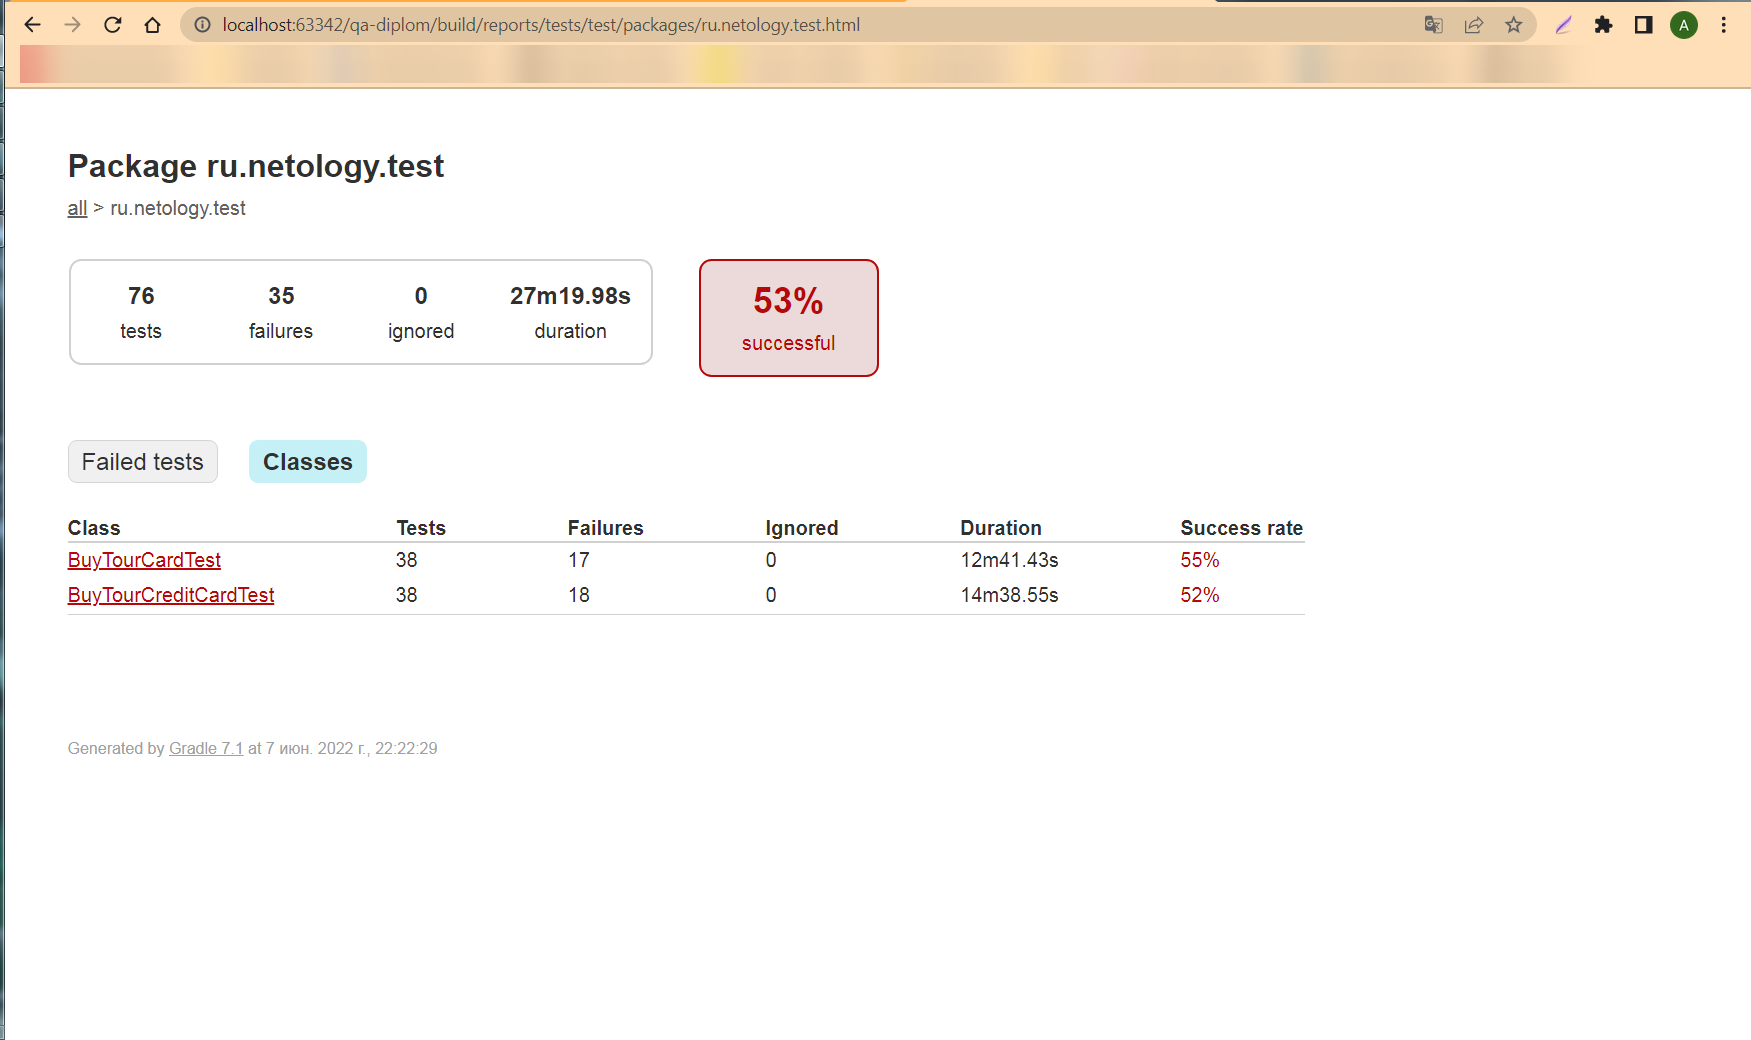 localhost:63342/qa-diplom/build/reports/tests/test/packages/ru.netology.test.html
A
Package ru.netology.test
all > ru.netology.test
76 35 0 27m19.98s
tests failures ignored duration
53%
successful
Failed tests Classes
Class Tests Failures Ignored Duration Success rate
BuyTourCardTest 38 17 0 12m41.43s 55%
BuyTourCreditCardTest 38 18 0 14m38.55s 52%
Generated by Gradle 7.1 at 7 июн. 2022 г., 22:22:29